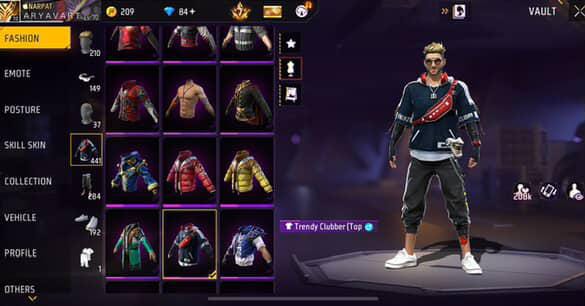 NARPAT
ARYAVART
209
84+
VAULT
FASHION
210
EMOTE
149
POSTURE
37
SKILL SKIN
441
COLLECTION
384
VEHICLE
192
PROFILE
1
OTHERS
208k
Trendy Clubber (Top